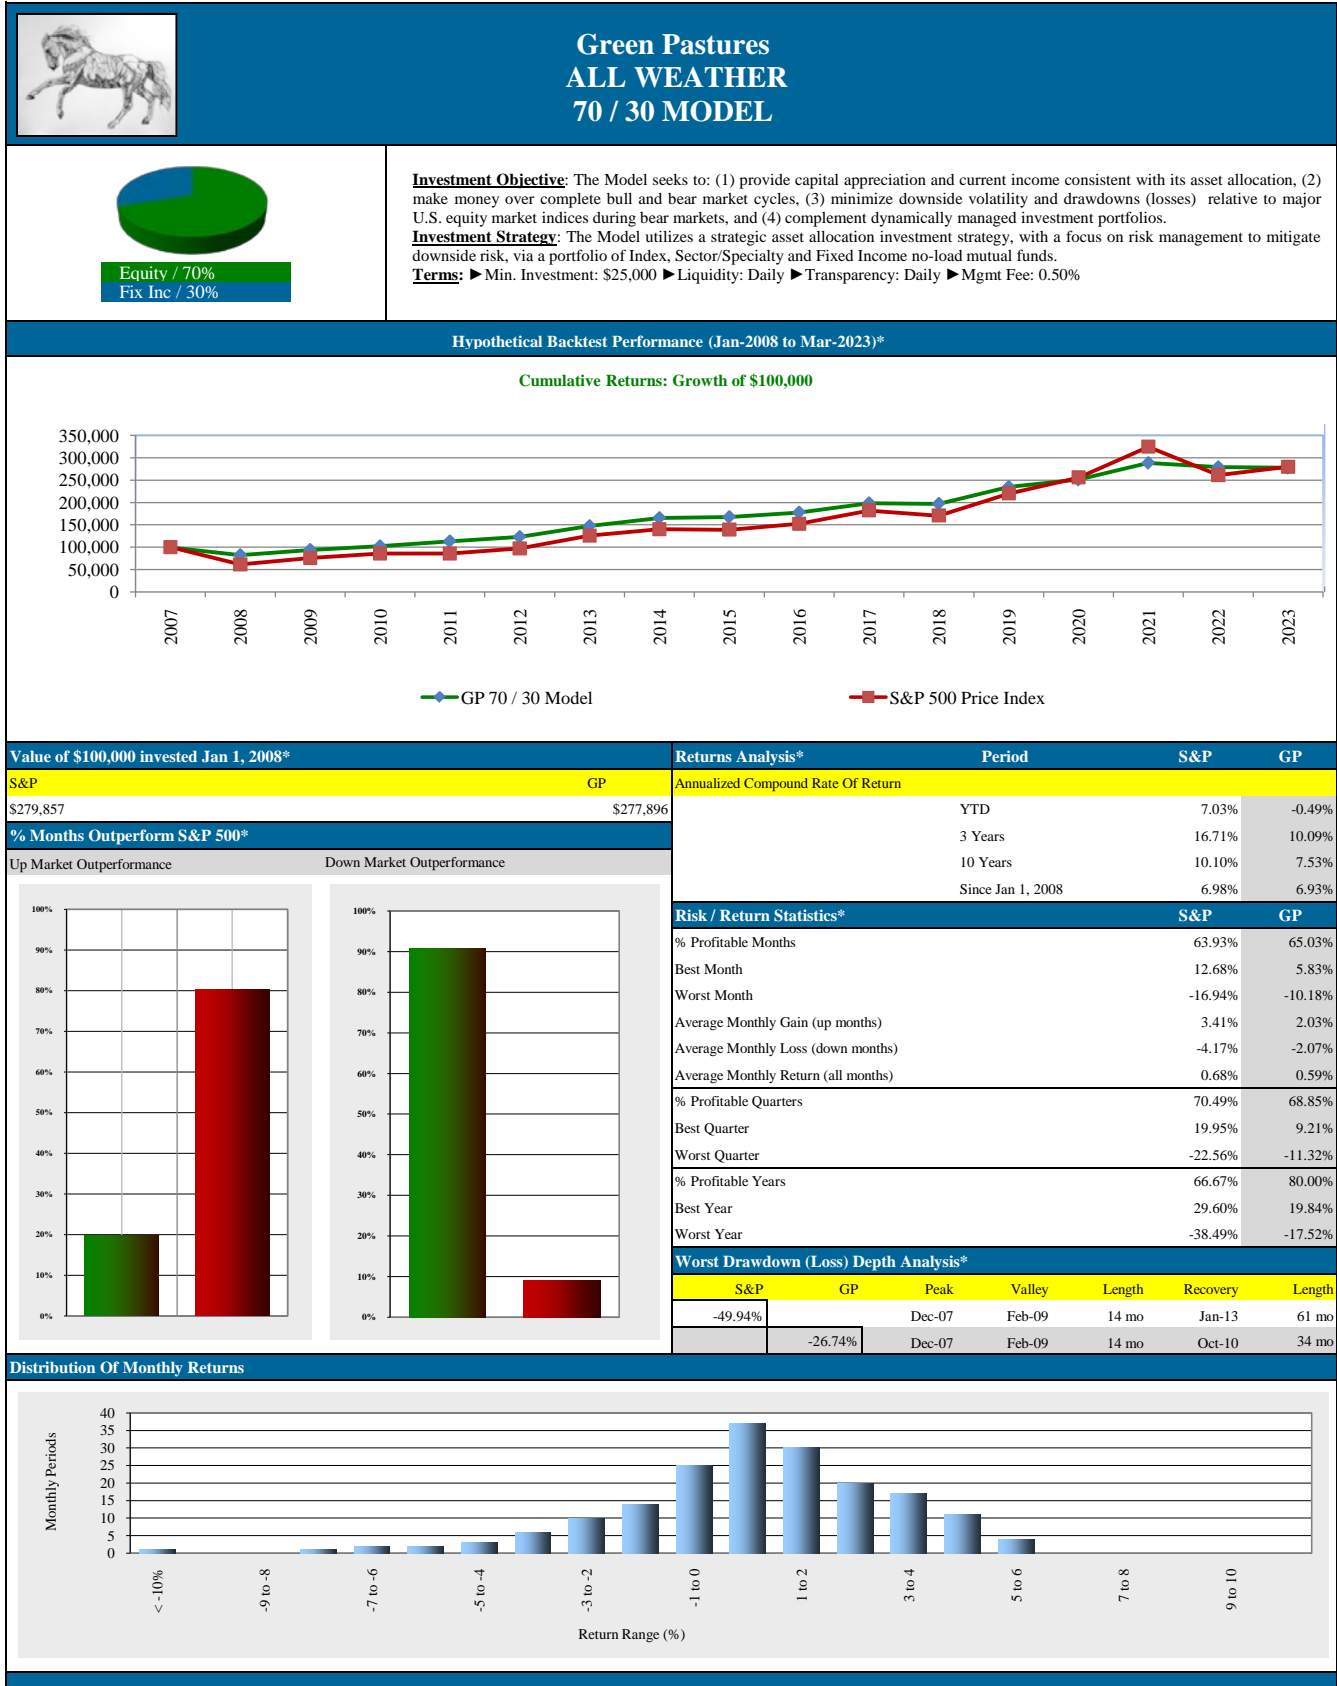 Green Pastures
ALL WEATHER
70 / 30 MODEL
Equity / 70%
Fix Inc / 30%
Investment Objective: The Model seeks to: (1) provide capital appreciation and current income consistent with its asset allocation, (2)
make money over complete bull and bear market cycles, (3) minimize downside volatility and drawdowns (losses) relative to major
U.S. equity market indices during bear markets, and (4) complement dynamically managed investment portfolios.
Investment Strategy: The Model utilizes a strategic asset allocation investment strategy, with a focus on risk management to mitigate
downside risk, via a portfolio of Index, Sector/Specialty and Fixed Income no-load mutual funds.
Terms: ►Min. Investment: $25,000 ►Liquidity: Daily ►Transparency: Daily ►Mgmt Fee: 0.50%
Hypothetical Backtest Performance (Jan-2008 to Mar-2023)*
Cumulative Returns: Growth of $100,000
350,000
300,000
250,000
200,000
150,000
100,000
50,000
0
2007 2008 2009 2010 2011 2012 2013 2014 2015 2016 2017 2018 2019 2020 2021 2022 2023
GP 70 / 30 Model S&P 500 Price Index
Value of $100,000 invested Jan 1, 2008*
S&P GP
$279,857 $277,896
% Months Outperform S&P 500*
Up Market Outperformance Down Market Outperformance
100%
90%
80%
70%
60%
50%
40%
30%
20%
10%
0%
100%
90%
80%
70%
60%
50%
40%
30%
20%
10%
0%
Returns Analysis* Period S&P GP
Annualized Compound Rate Of Return
YTD 7.03% -0.49%
3 Years 16.71% 10.09%
10 Years 10.10% 7.53%
Since Jan 1, 2008 6.98% 6.93%
Risk / Return Statistics* S&P GP
% Profitable Months 63.93% 65.03%
Best Month 12.68% 5.83%
Worst Month -16.94% -10.18%
Average Monthly Gain (up months) 3.41% 2.03%
Average Monthly Loss (down months) -4.17% -2.07%
Average Monthly Return (all months) 0.68% 0.59%
% Profitable Quarters 70.49% 68.85%
Best Quarter 19.95% 9.21%
Worst Quarter -22.56% -11.32%
% Profitable Years 66.67% 80.00%
Best Year 29.60% 19.84%
Worst Year -38.49% -17.52%
Worst Drawdown (Loss) Depth Analysis*
S&P GP Peak Valley Length Recovery Length
-49.94% Dec-07 Feb-09 14 mo Jan-13 61 mo
-26.74% Dec-07 Feb-09 14 mo Oct-10 34 mo
Distribution Of Monthly Returns
Monthly Periods
40
35
30
25
20
15
10
5
0
< -10% -9 to -8 -7 to -6 -5 to -4 -3 to -2 -1 to 0 1 to 2 3 to 4 5 to 6 7 to 8 9 to 10
Return Range (%)